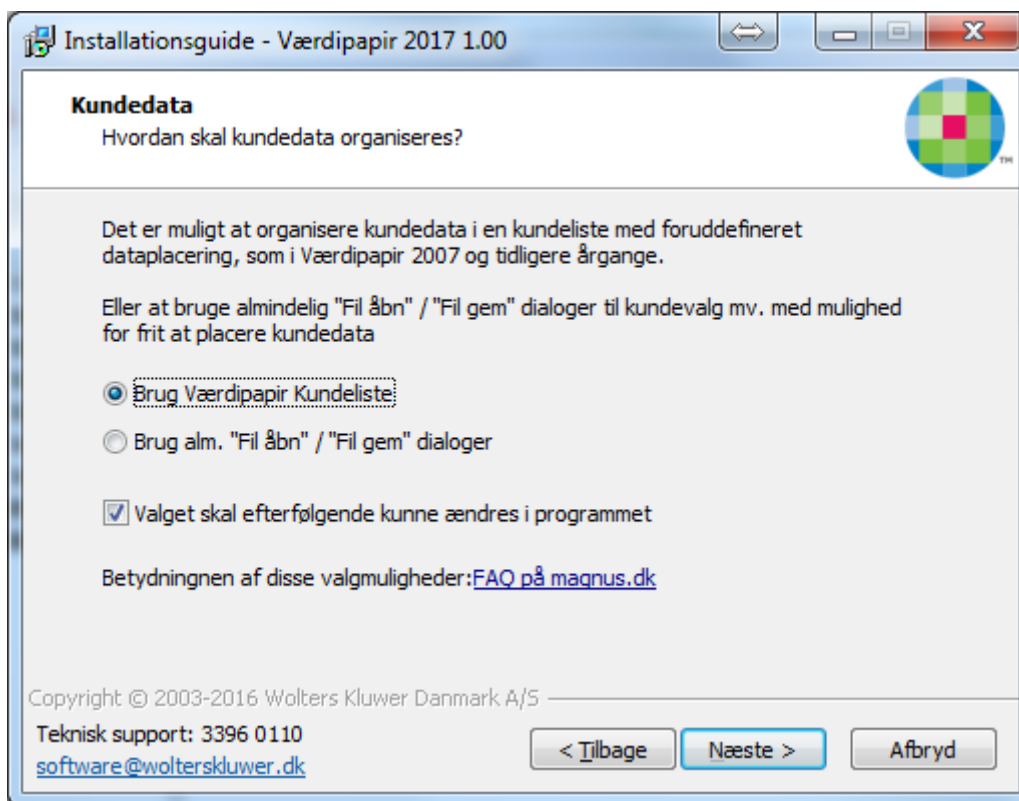 Installationsguide - Værdipapir 2017 1.00
Kundedata
Hvordan skal kundedata organiseres?
TM
Det er muligt at organisere kundedata i en kundeliste med foruddefineret
dataplacering, som i Værdipapir 2007 og tidligere årgange.
Eller at bruge almindelig "Fil åbn" / "Fil gem" dialoger til kundevalg mv. med mulighed
for frit at placere kundedata
Brug Værdipapir Kundeliste
Brug alm. "Fil åbn" / "Fil gem" dialoger
Valget skal efterfølgende kunne ændres i programmet
Betydningnen af disse valgmuligheder:FAQ på magnus.dk
Copyright © 2003-2016 Wolters Kluwer Danmark A/S
Teknisk support: 3396 0110
software@wolterskluwer.dk
< Tilbage
Næste >
Afbryd